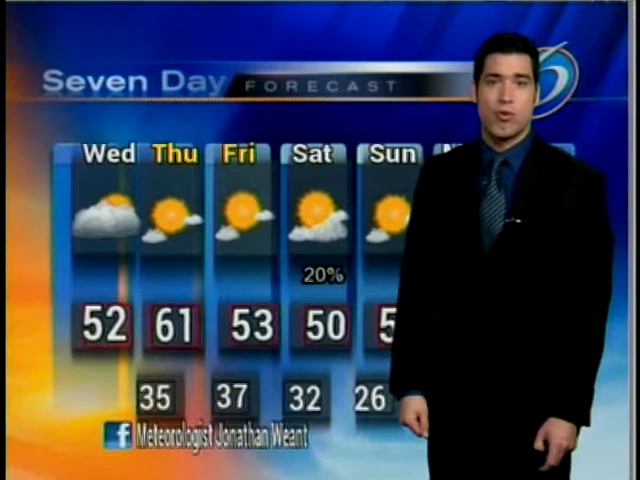 Seven Day FORECAST
Wed Thu Fri Sat Sun
20%
52 61 53 50 5
35 37 32 26
f Meteorologist Jonathan Weant